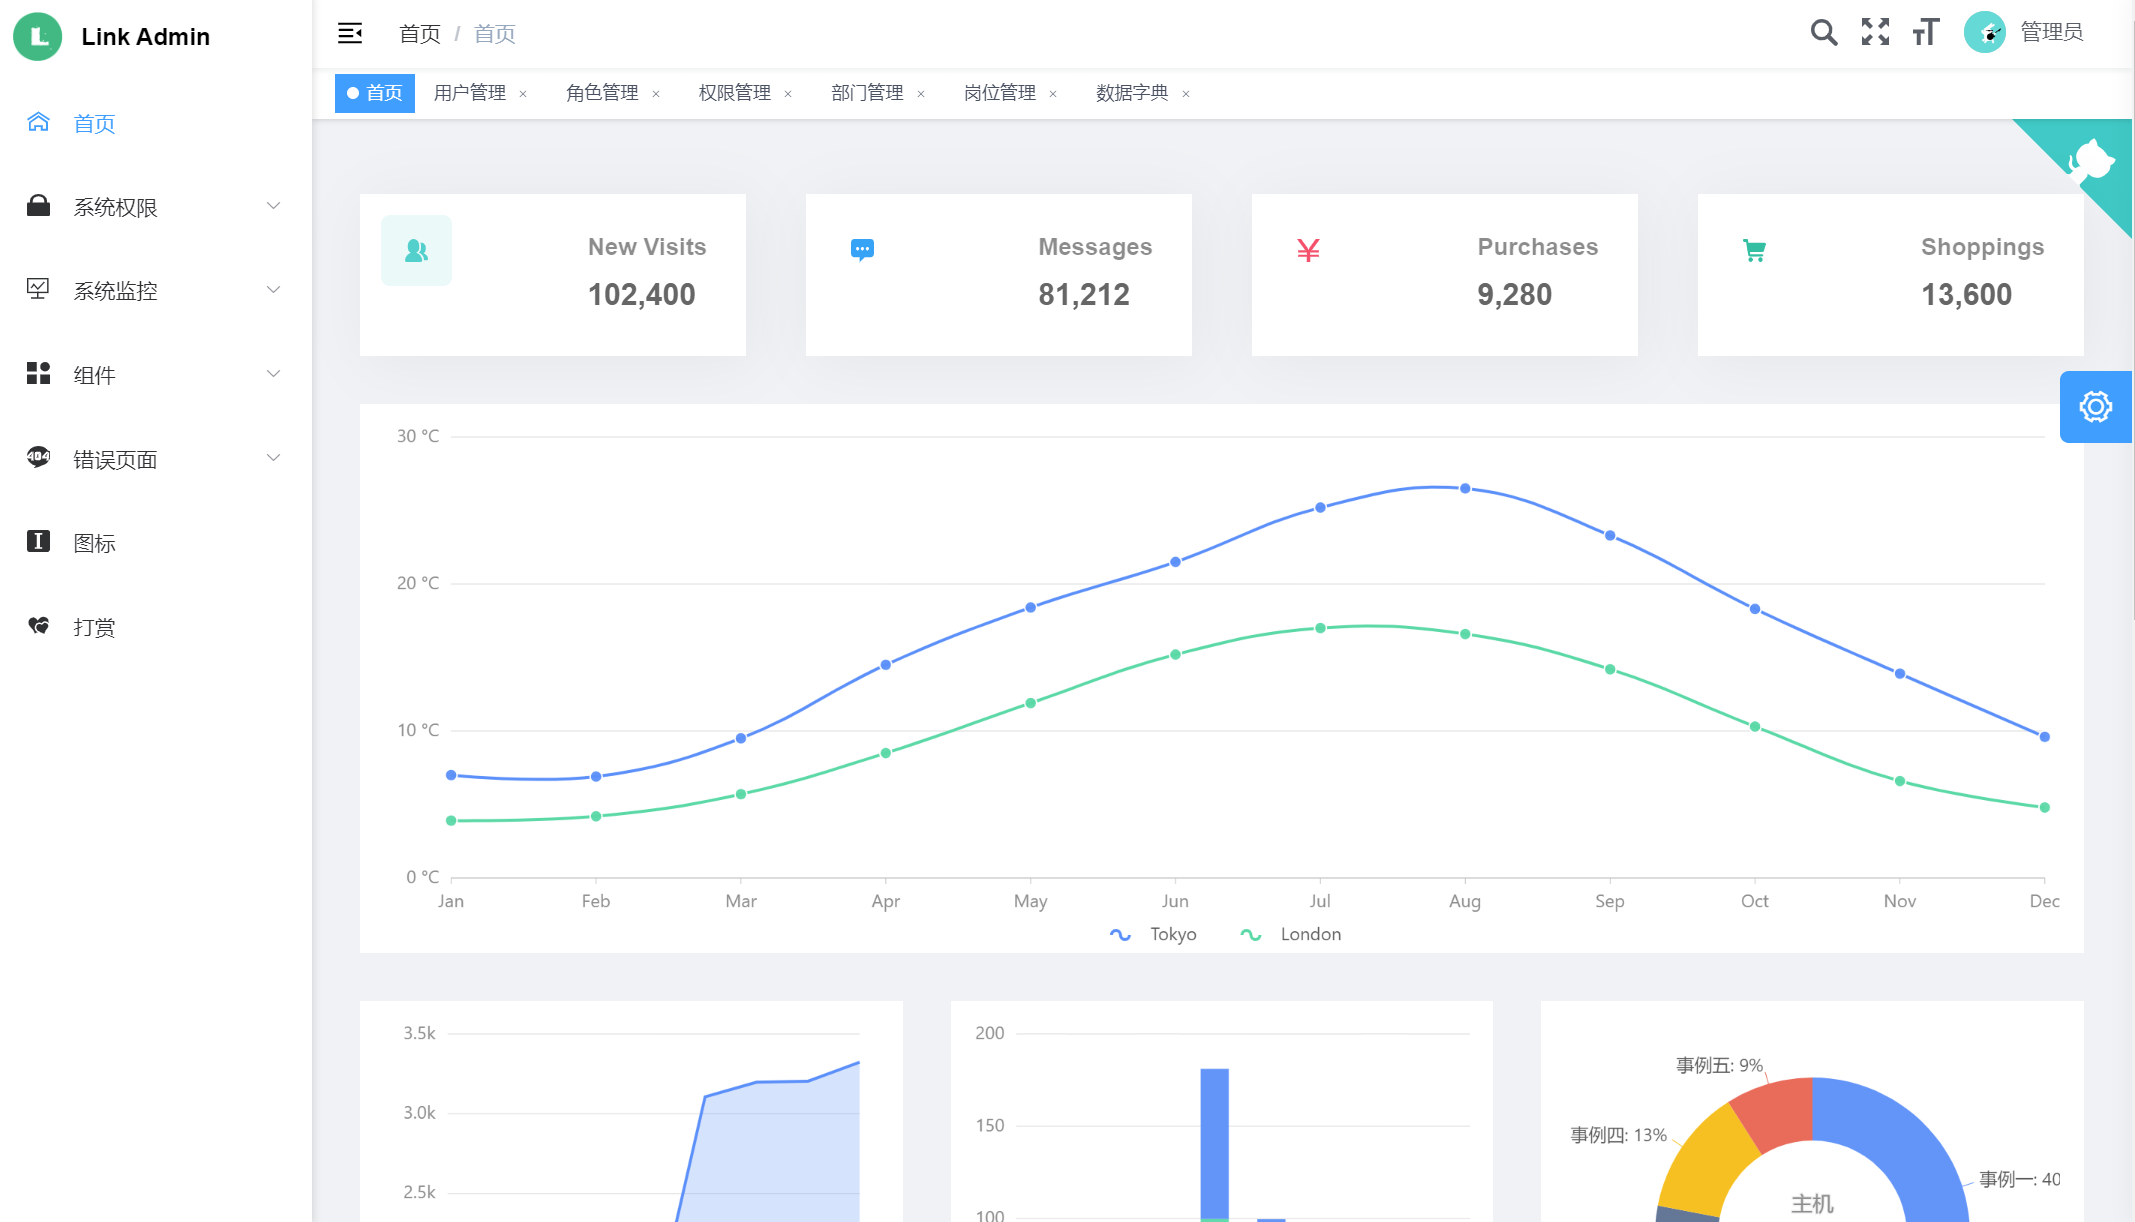 Link Admin
首页 / 首页
管理员
首页 用户管理 × 角色管理 × 权限管理 × 部门管理 × 岗位管理 × 数据字典 ×
首页
系统权限
系统监控
组件
404 错误页面
图标
打赏
New Visits
102,400
Messages
81,212
Purchases
9,280
Shoppings
13,600
30 °C
20 °C
10 °C
0 °C
Jan Feb Mar Apr May Jun Jul Aug Sep Oct Nov Dec
Tokyo London
3.5k
3.0k
2.5k
200
150
100
事例五: 9%
事例四: 13%
事例一: 40
主机